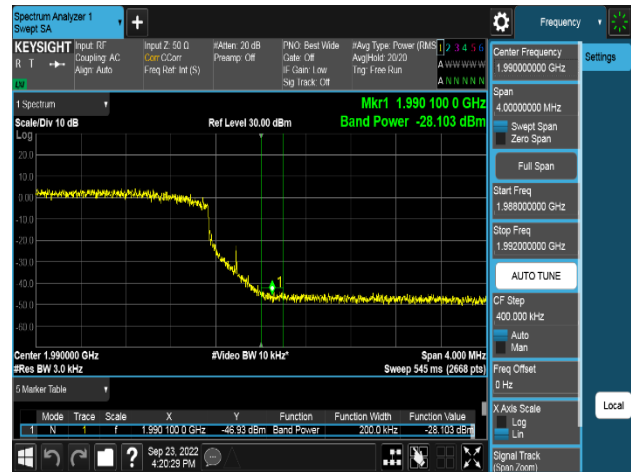 Spectrum Analyzer 1
Swept SA
Frequency
KEYSIGHT
R T
LXI
Input: RF
Coupling: AC
Align: Auto
Input Z: 50 Ω
Corr CCorr
Freq Ref: Int (S)
#Atten: 20 dB
Preamp: Off
PNO: Best Wide
Gate: Off
IF Gain: Low
Sig Track: Off
#Avg Type: Power (RMS
Avg|Hold: 20/20
Trig: Free Run
1 2 3 4 5 6
A W W W W W
A N N N N N
1 Spectrum
Scale/Div 10 dB
Ref Level 30.00 dBm
Mkr1 1.990 100 0 GHz
Band Power -28.103 dBm
Log
20.0
10.0
0.00
-10.0
-20.0
-30.0
-40.0
-50.0
-60.0
1
Center 1.990000 GHz
#Video BW 10 kHz*
Span 4.000 MHz
#Res BW 3.0 kHz
Sweep 545 ms (2668 pts)
5 Marker Table
Mode Trace Scale X Y Function Function Width Function Value
1 N 1 f 1.990 100 0 GHz -46.93 dBm Band Power 200.0 kHz -28.103 dBm
Sep 23, 2022
4:20:29 PM
Center Frequency
1.990000000 GHz
Span
4.00000000 MHz
Swept Span
Zero Span
Full Span
Start Freq
1.988000000 GHz
Stop Freq
1.992000000 GHz
AUTO TUNE
CF Step
400.000 kHz
Auto
Man
Freq Offset
0 Hz
X Axis Scale
Log
Lin
Signal Track
(Span Zoom)
Settings
Local